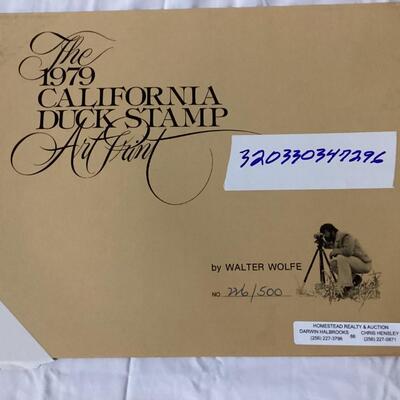 The
1979
CALIFORNIA
DUCK STAMP
Art Print
320330347296
by WALTER WOLFE
NO 226/500
HOMESTEAD REALTY & AUCTION
DARWIN HALBROOKS 56 CHRIS HENSLEY
(256) 227-3796 (256) 227-0871